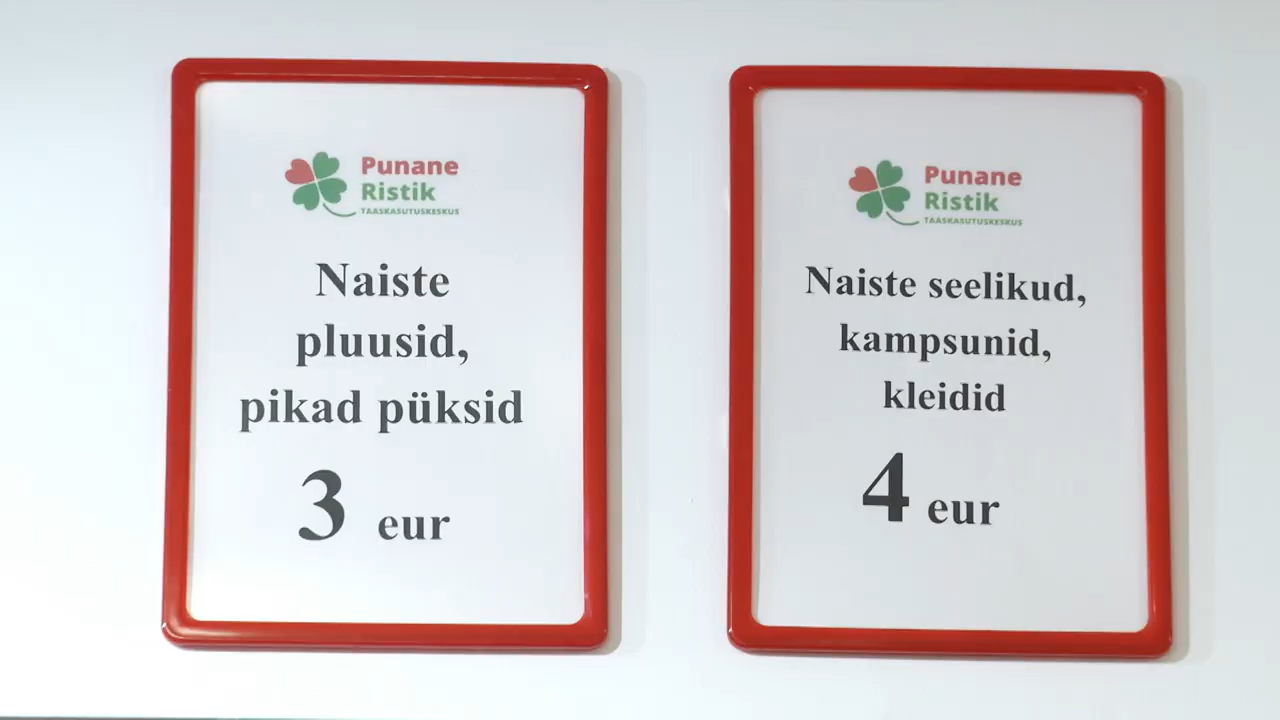 Punane
Ristik
TAASKASUTUSKESKUS
Naiste
pluusid,
pikad püksid
3 eur
Punane
Ristik
TAASKASUTUSKESKUS
Naiste seelikud,
kampsunid,
kleidid
4 eur